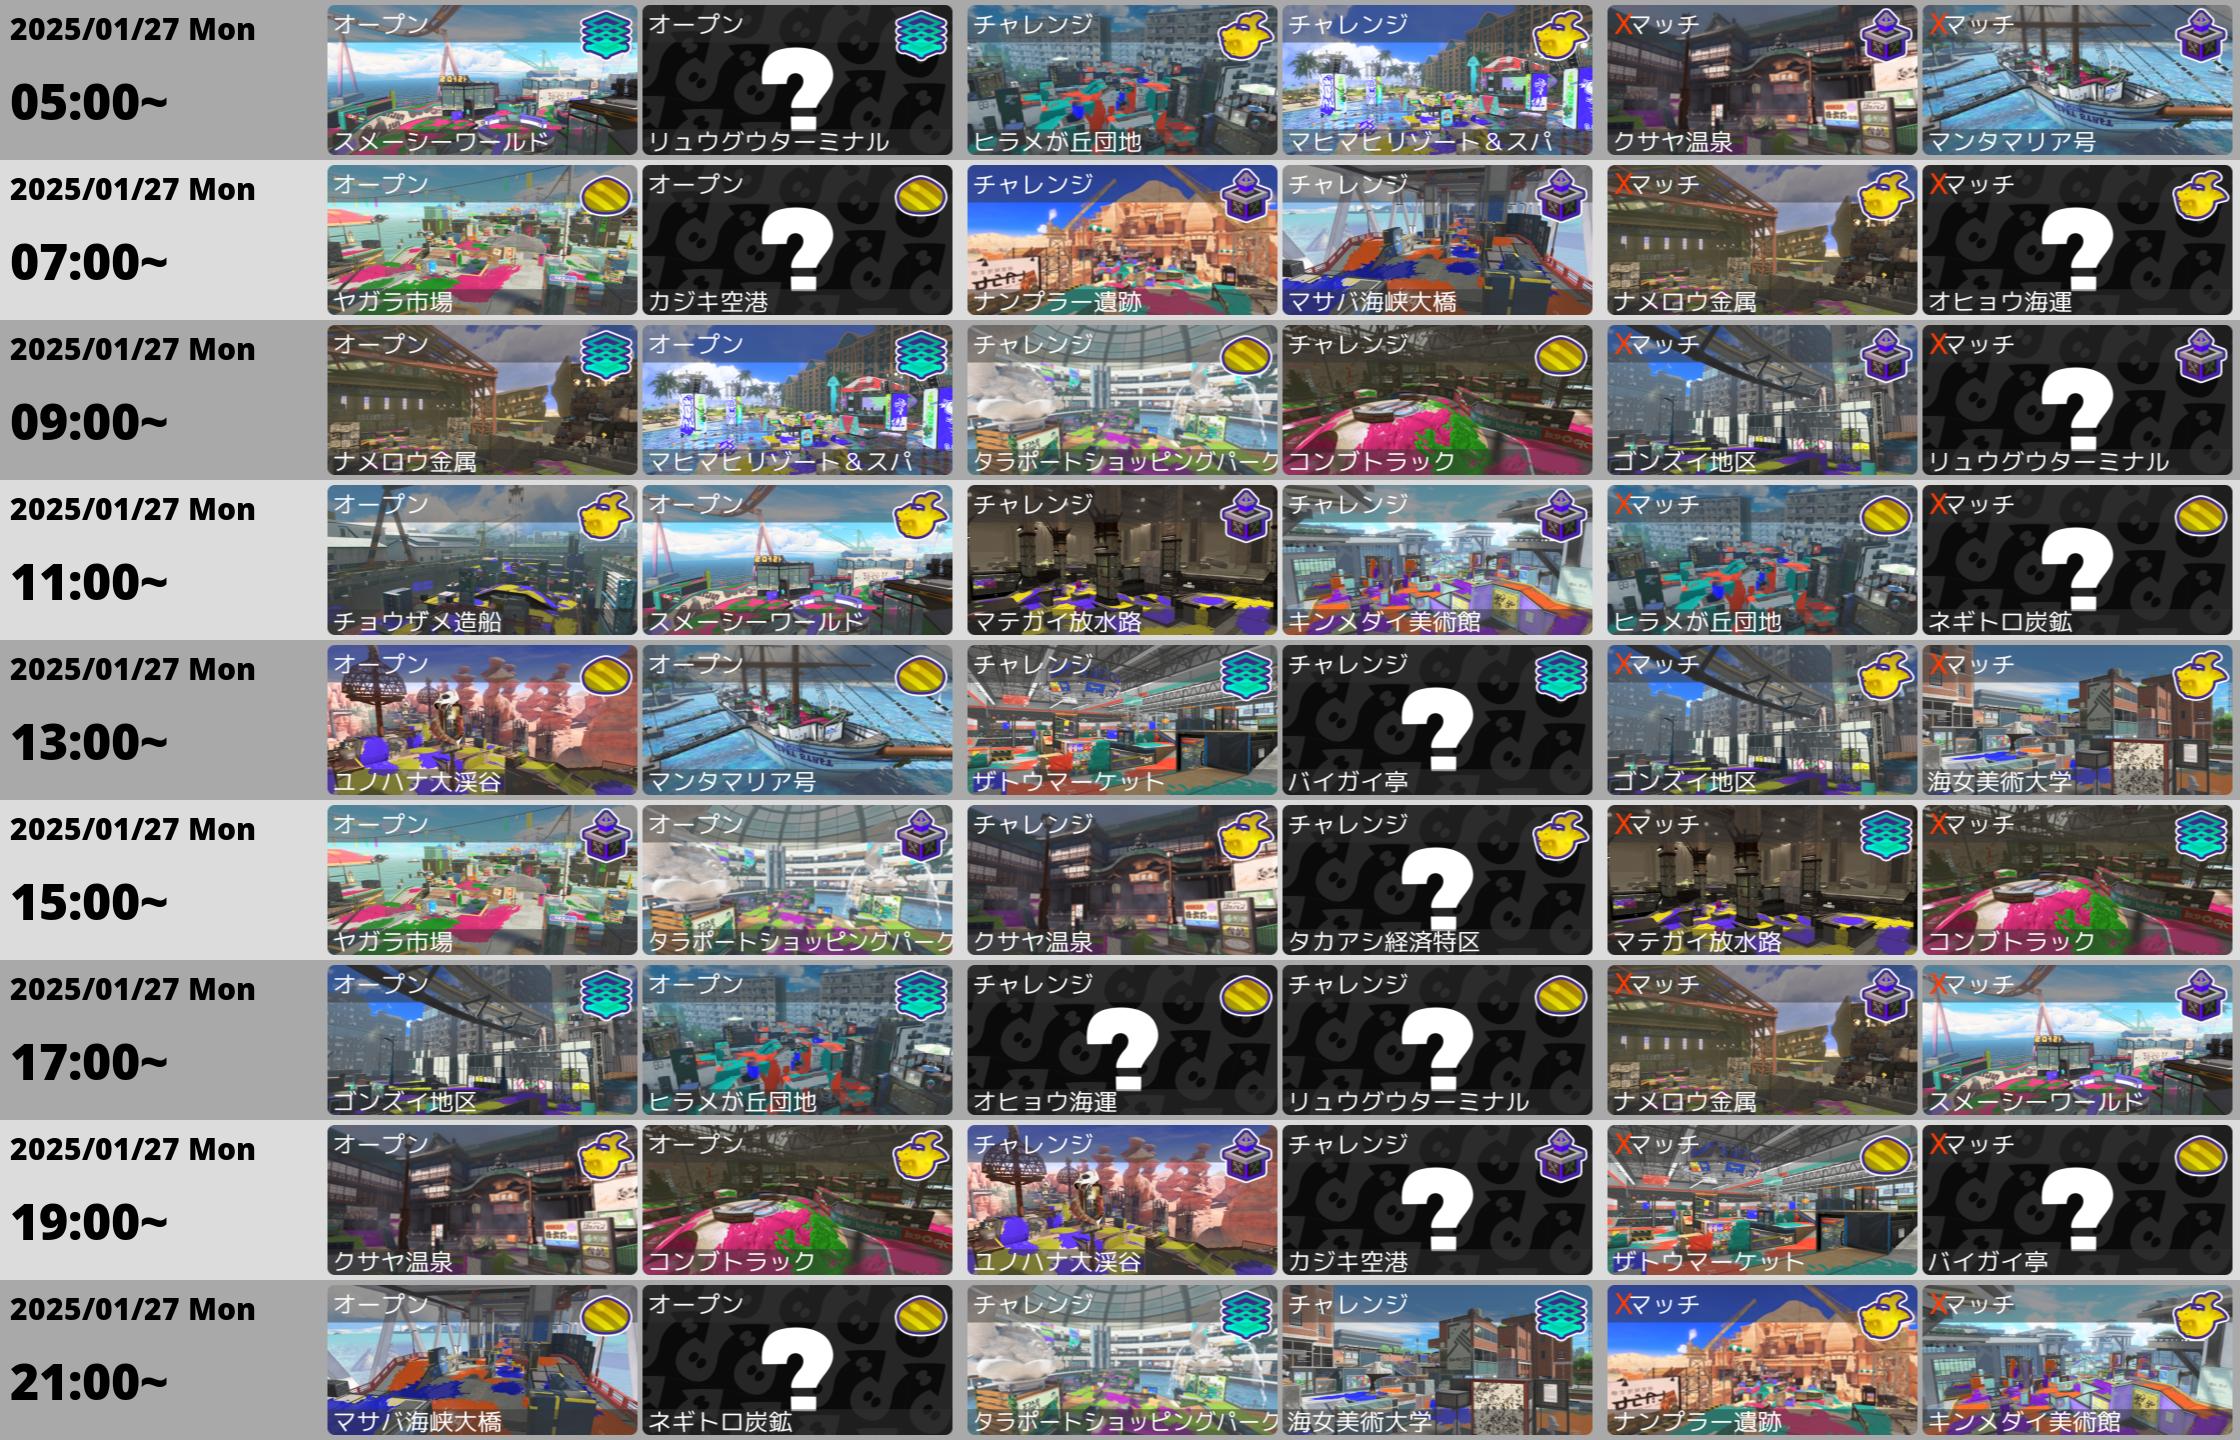 2025/01/27 Mon
05:00~
オープン
スメーシーワールド
オープン
リュウグウターミナル
チャレンジ
ヒラメが丘団地
チャレンジ
マヒマヒリゾート＆スパ
Xマッチ
クサヤ温泉
Xマッチ
マンタマリア号
2025/01/27 Mon
07:00~
オープン
ヤガラ市場
オープン
カジキ空港
チャレンジ
ナンプラー遺跡
チャレンジ
マサバ海峡大橋
Xマッチ
ナメロウ金属
Xマッチ
オヒョウ海運
2025/01/27 Mon
09:00~
オープン
ナメロウ金属
オープン
マヒマヒリゾート＆スパ
チャレンジ
タラポートショッピングパーク
チャレンジ
コンブトラック
Xマッチ
ゴンズイ地区
Xマッチ
リュウグウターミナル
2025/01/27 Mon
11:00~
オープン
チョウザメ造船
オープン
スメーシーワールド
チャレンジ
マテガイ放水路
チャレンジ
キンメダイ美術館
Xマッチ
ヒラメが丘団地
Xマッチ
ネギトロ炭鉱
2025/01/27 Mon
13:00~
オープン
ユノハナ大渓谷
オープン
マンタマリア号
チャレンジ
ザトウマーケット
チャレンジ
バイガイ亭
Xマッチ
ゴンズイ地区
Xマッチ
海女美術大学
2025/01/27 Mon
15:00~
オープン
ヤガラ市場
オープン
タラポートショッピングパーク
チャレンジ
クサヤ温泉
チャレンジ
タカアシ経済特区
Xマッチ
マテガイ放水路
Xマッチ
コンブトラック
2025/01/27 Mon
17:00~
オープン
ゴンズイ地区
オープン
ヒラメが丘団地
チャレンジ
オヒョウ海運
チャレンジ
リュウグウターミナル
Xマッチ
ナメロウ金属
Xマッチ
スメーシーワールド
2025/01/27 Mon
19:00~
オープン
クサヤ温泉
オープン
コンブトラック
チャレンジ
ユノハナ大渓谷
チャレンジ
カジキ空港
Xマッチ
ザトウマーケット
Xマッチ
バイガイ亭
2025/01/27 Mon
21:00~
オープン
マサバ海峡大橋
オープン
ネギトロ炭鉱
チャレンジ
タラポートショッピングパーク
チャレンジ
海女美術大学
Xマッチ
ナンプラー遺跡
Xマッチ
キンメダイ美術館